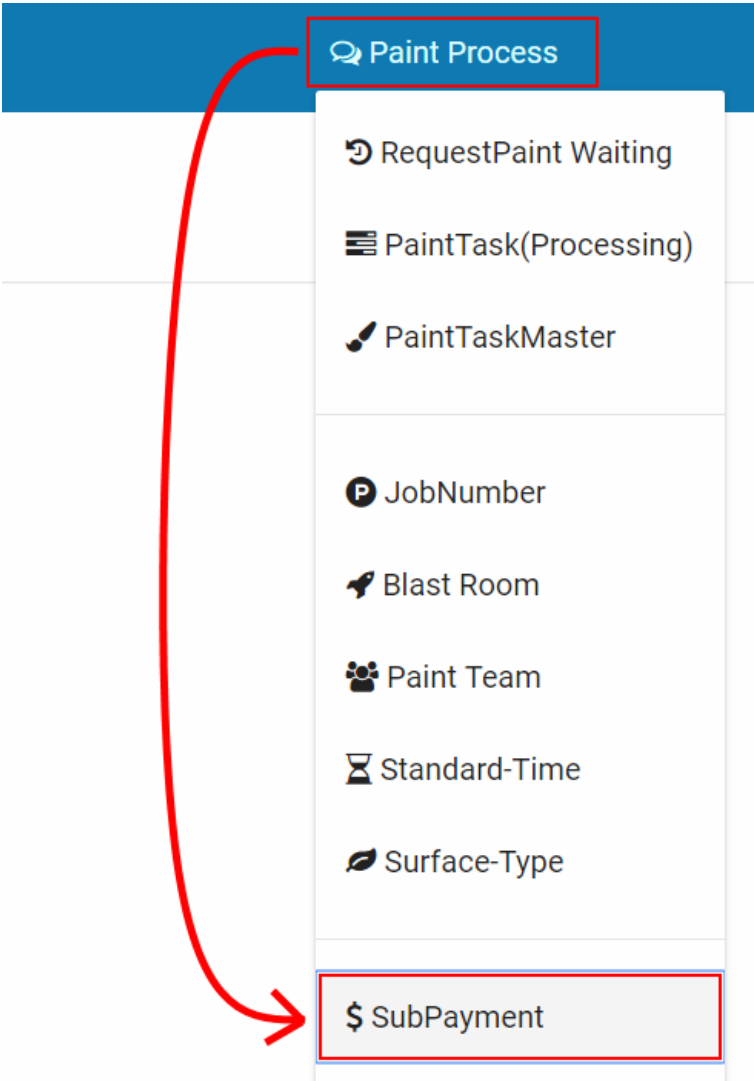 Paint Process
RequestPaint Waiting
PaintTask(Processing)
PaintTaskMaster
JobNumber
Blast Room
Paint Team
Standard-Time
Surface-Type
$ SubPayment